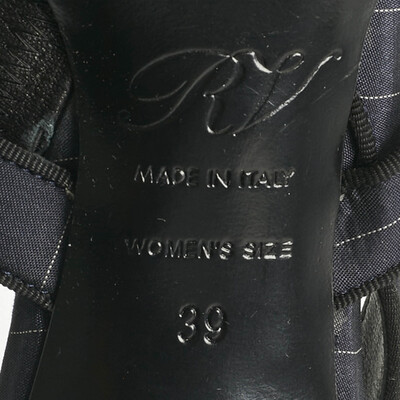 RV
MADE IN ITALY
WOMEN'S SIZE
39